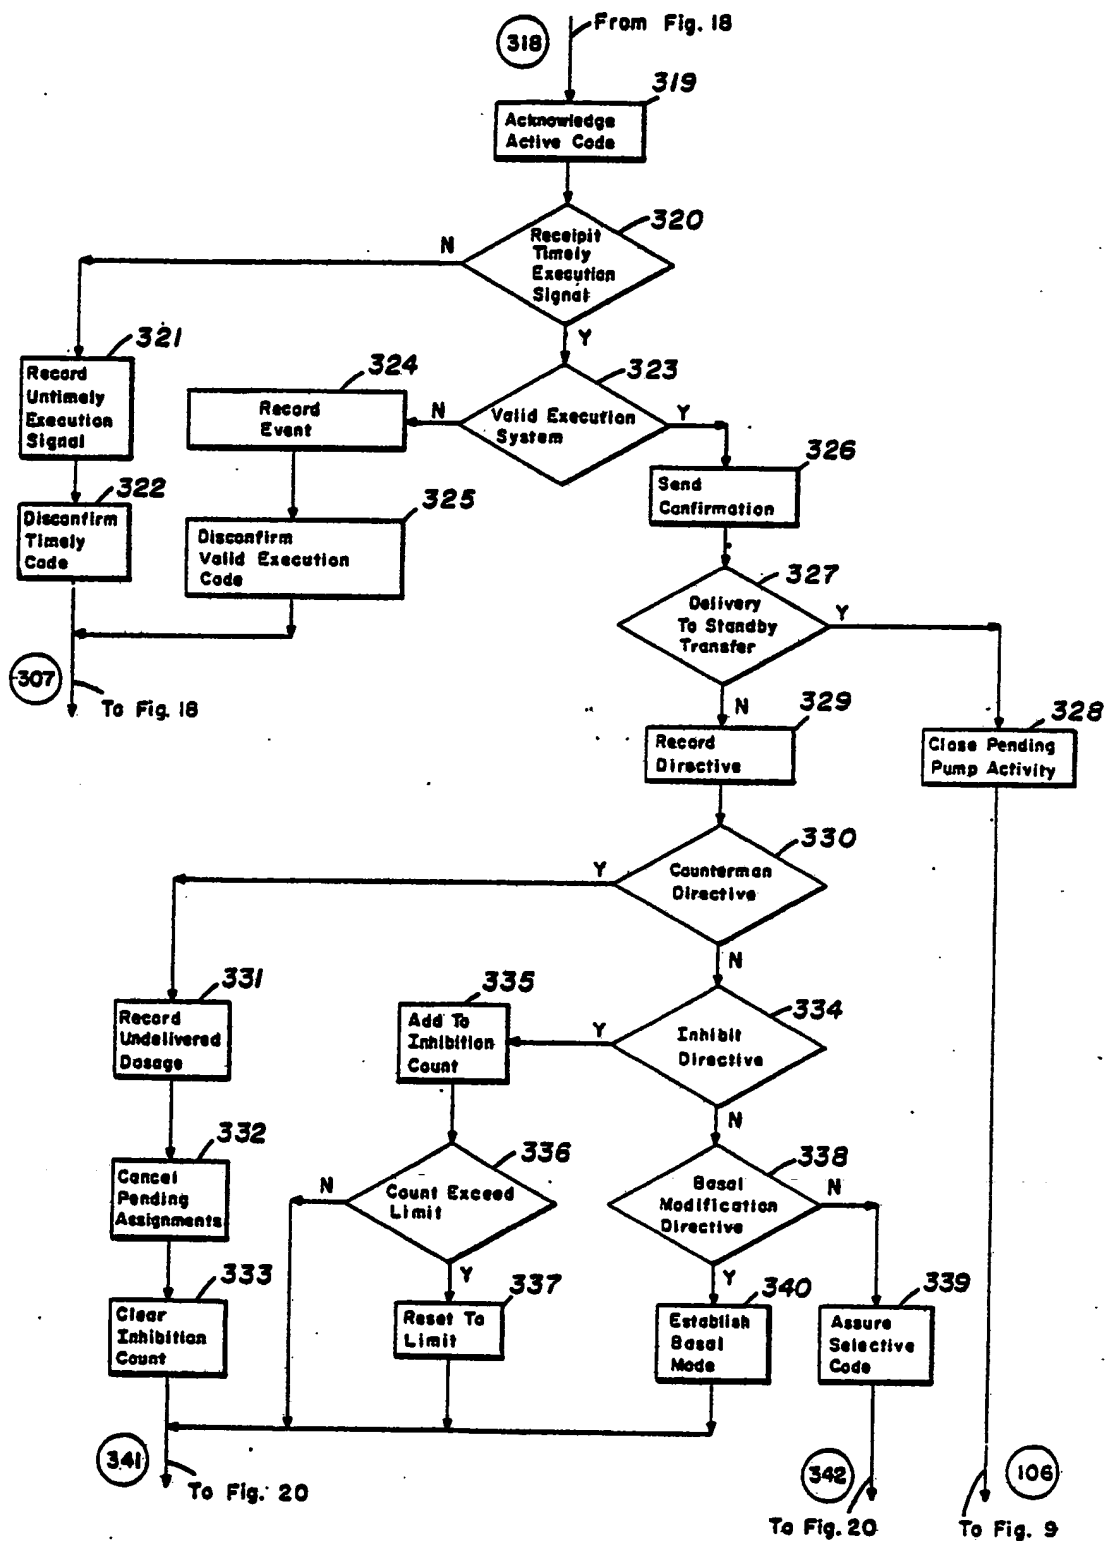 318
From Fig. 18
319
Acknowledge
Active Code
320
Receipit
Timely
Execution
Signal
N
Y
321
Record
Untimely
Execution
Signal
322
Disconfirm
Timely
Code
323
Valid Execution
System
N
Y
324
Record
Event
325
Disconfirm
Valid Execution
Code
307
To Fig. 18
326
Send
Confirmation
327
Delivery
To Standby
Transfer
Y
N
328
Close Pending
Pump Activity
329
Record
Directive
330
Counterman
Directive
Y
N
331
Record
Undelivered
Dosage
332
Cancel
Pending
Assignments
333
Clear
Inhibition
Count
334
Inhibit
Directive
Y
N
335
Add To
Inhibition
Count
336
Count Exceed
Limit
N
Y
337
Reset To
Limit
338
Basal
Modification
Directive
N
Y
340
Establish
Basal
Mode
339
Assure
Selective
Code
341
To Fig. 20
342
To Fig. 20
106
To Fig. 9